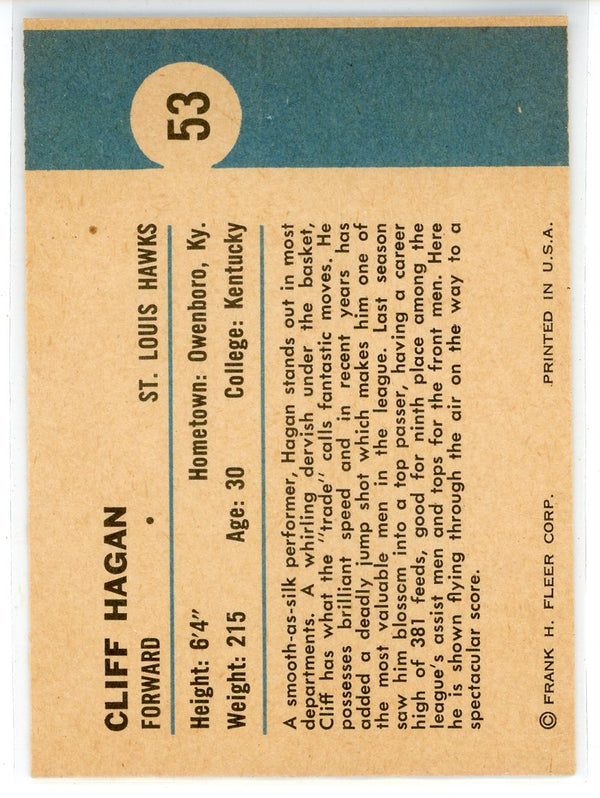 53
CLIFF HAGAN
FORWARD • ST. LOUIS HAWKS
Height: 6'4" Hometown: Owenboro, Ky.
Weight: 215 Age: 30 College: Kentucky
A smooth-as-silk performer, Hagan stands out in most
departments. A whirling dervish under the basket,
Cliff has what the "trade" calls fantastic moves. He
possesses brilliant speed and in recent years has
added a deadly jump shot which makes him one of
the most valuable men in the league. Last season
saw him blossom into a top passer, having a career
high of 381 feeds, good for ninth place among the
league's assist men and tops for the front men. Here
he is shown flying through the air on the way to a
spectacular score.
© FRANK H. FLEER CORP. PRINTED IN U.S.A.